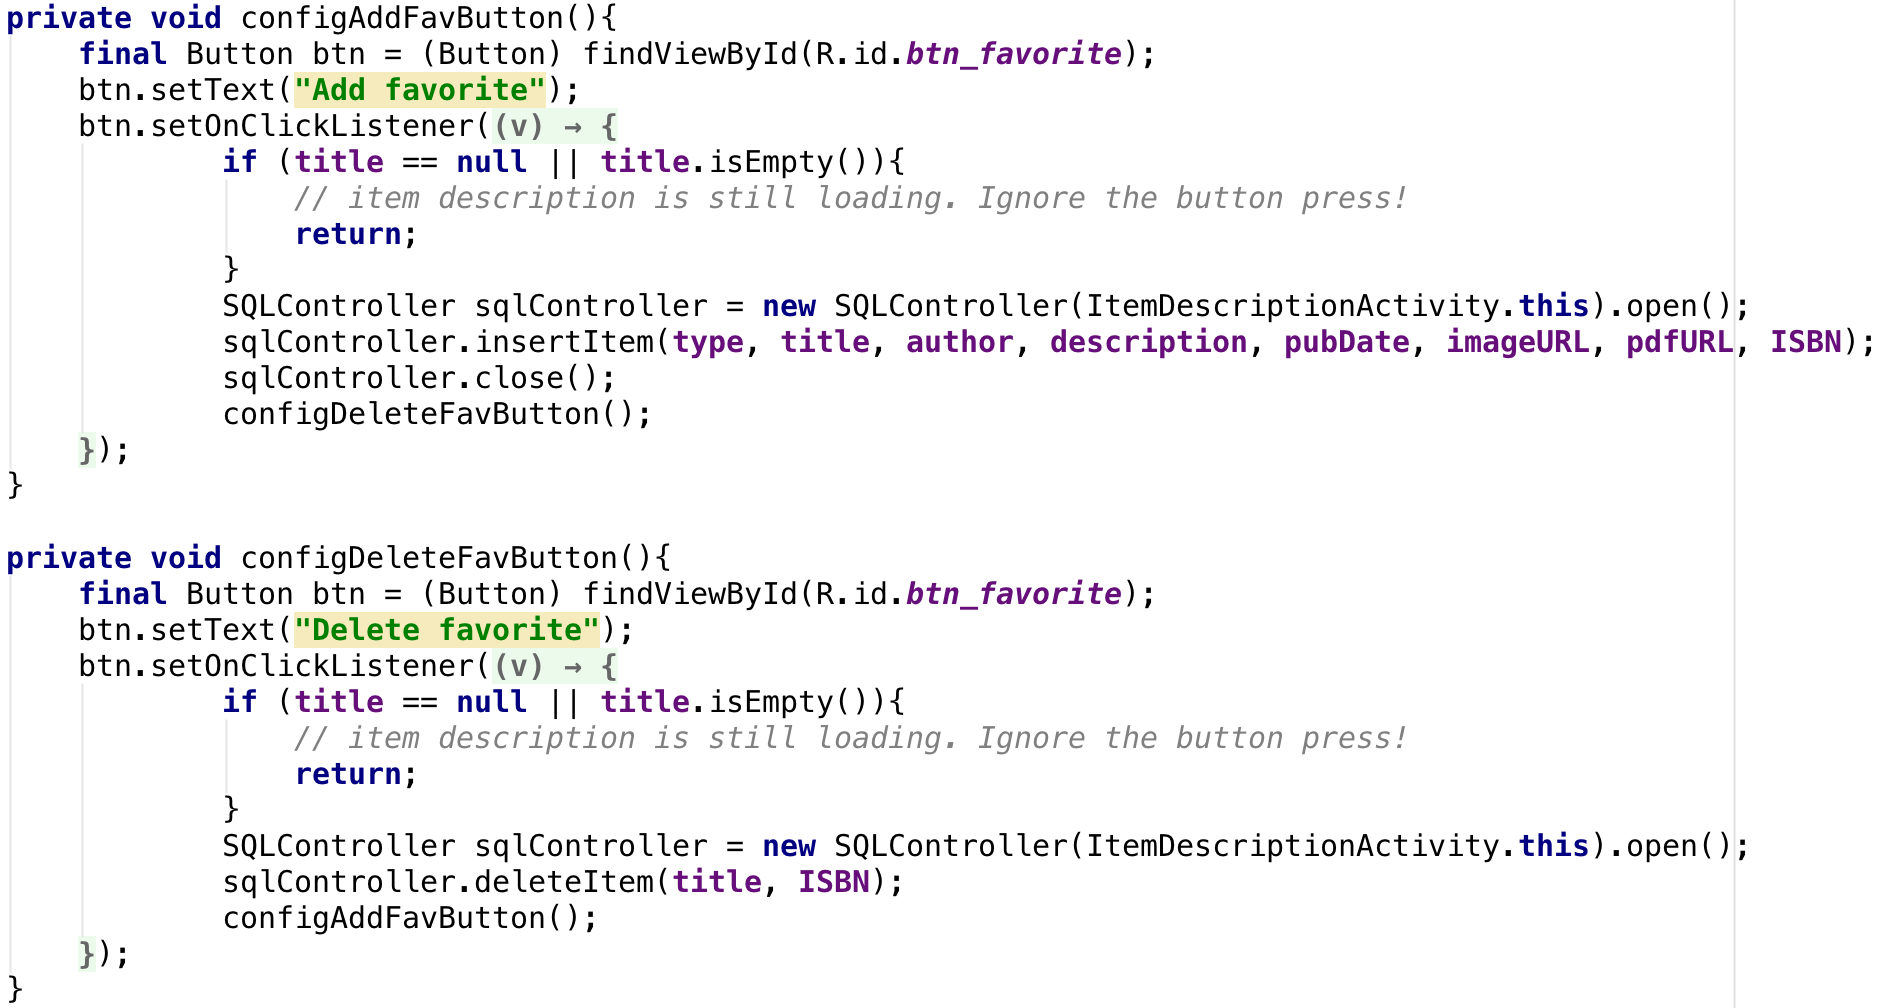 private void configAddFavButton(){
    final Button btn = (Button) findViewById(R.id.btn_favorite);
    btn.setText("Add favorite");
    btn.setOnClickListener((v) → {
            if (title == null || title.isEmpty()){
                // item description is still loading. Ignore the button press!
                return;
            }
            SQLController sqlController = new SQLController(ItemDescriptionActivity.this).open();
            sqlController.insertItem(type, title, author, description, pubDate, imageURL, pdfURL, ISBN);
            sqlController.close();
            configDeleteFavButton();
    });
}

private void configDeleteFavButton(){
    final Button btn = (Button) findViewById(R.id.btn_favorite);
    btn.setText("Delete favorite");
    btn.setOnClickListener((v) → {
            if (title == null || title.isEmpty()){
                // item description is still loading. Ignore the button press!
                return;
            }
            SQLController sqlController = new SQLController(ItemDescriptionActivity.this).open();
            sqlController.deleteItem(title, ISBN);
            configAddFavButton();
    });
}